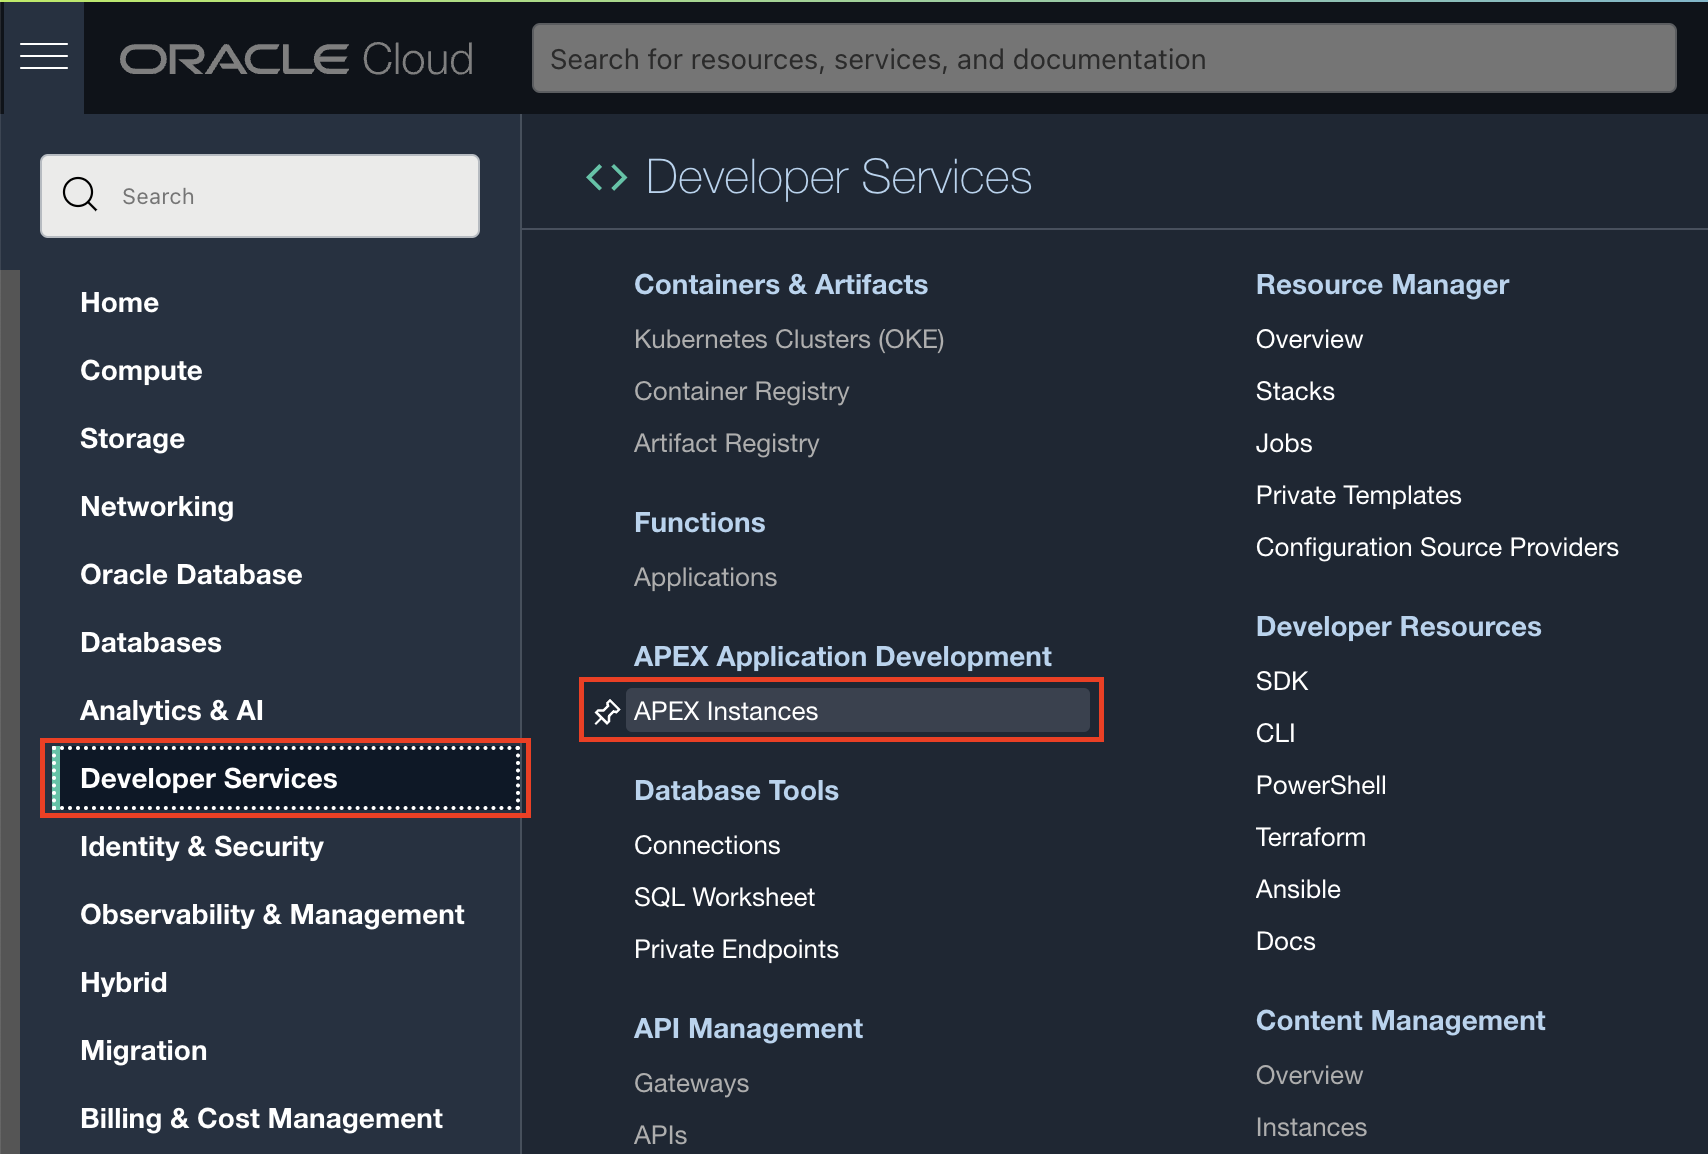 ORACLE Cloud
Search for resources, services, and documentation
Search
Home
Compute
Storage
Networking
Oracle Database
Databases
Analytics & AI
Developer Services
Identity & Security
Observability & Management
Hybrid
Migration
Billing & Cost Management
Developer Services
Containers & Artifacts
Kubernetes Clusters (OKE)
Container Registry
Artifact Registry
Functions
Applications
APEX Application Development
APEX Instances
Database Tools
Connections
SQL Worksheet
Private Endpoints
API Management
Gateways
APIs
Resource Manager
Overview
Stacks
Jobs
Private Templates
Configuration Source Providers
Developer Resources
SDK
CLI
PowerShell
Terraform
Ansible
Docs
Content Management
Overview
Instances